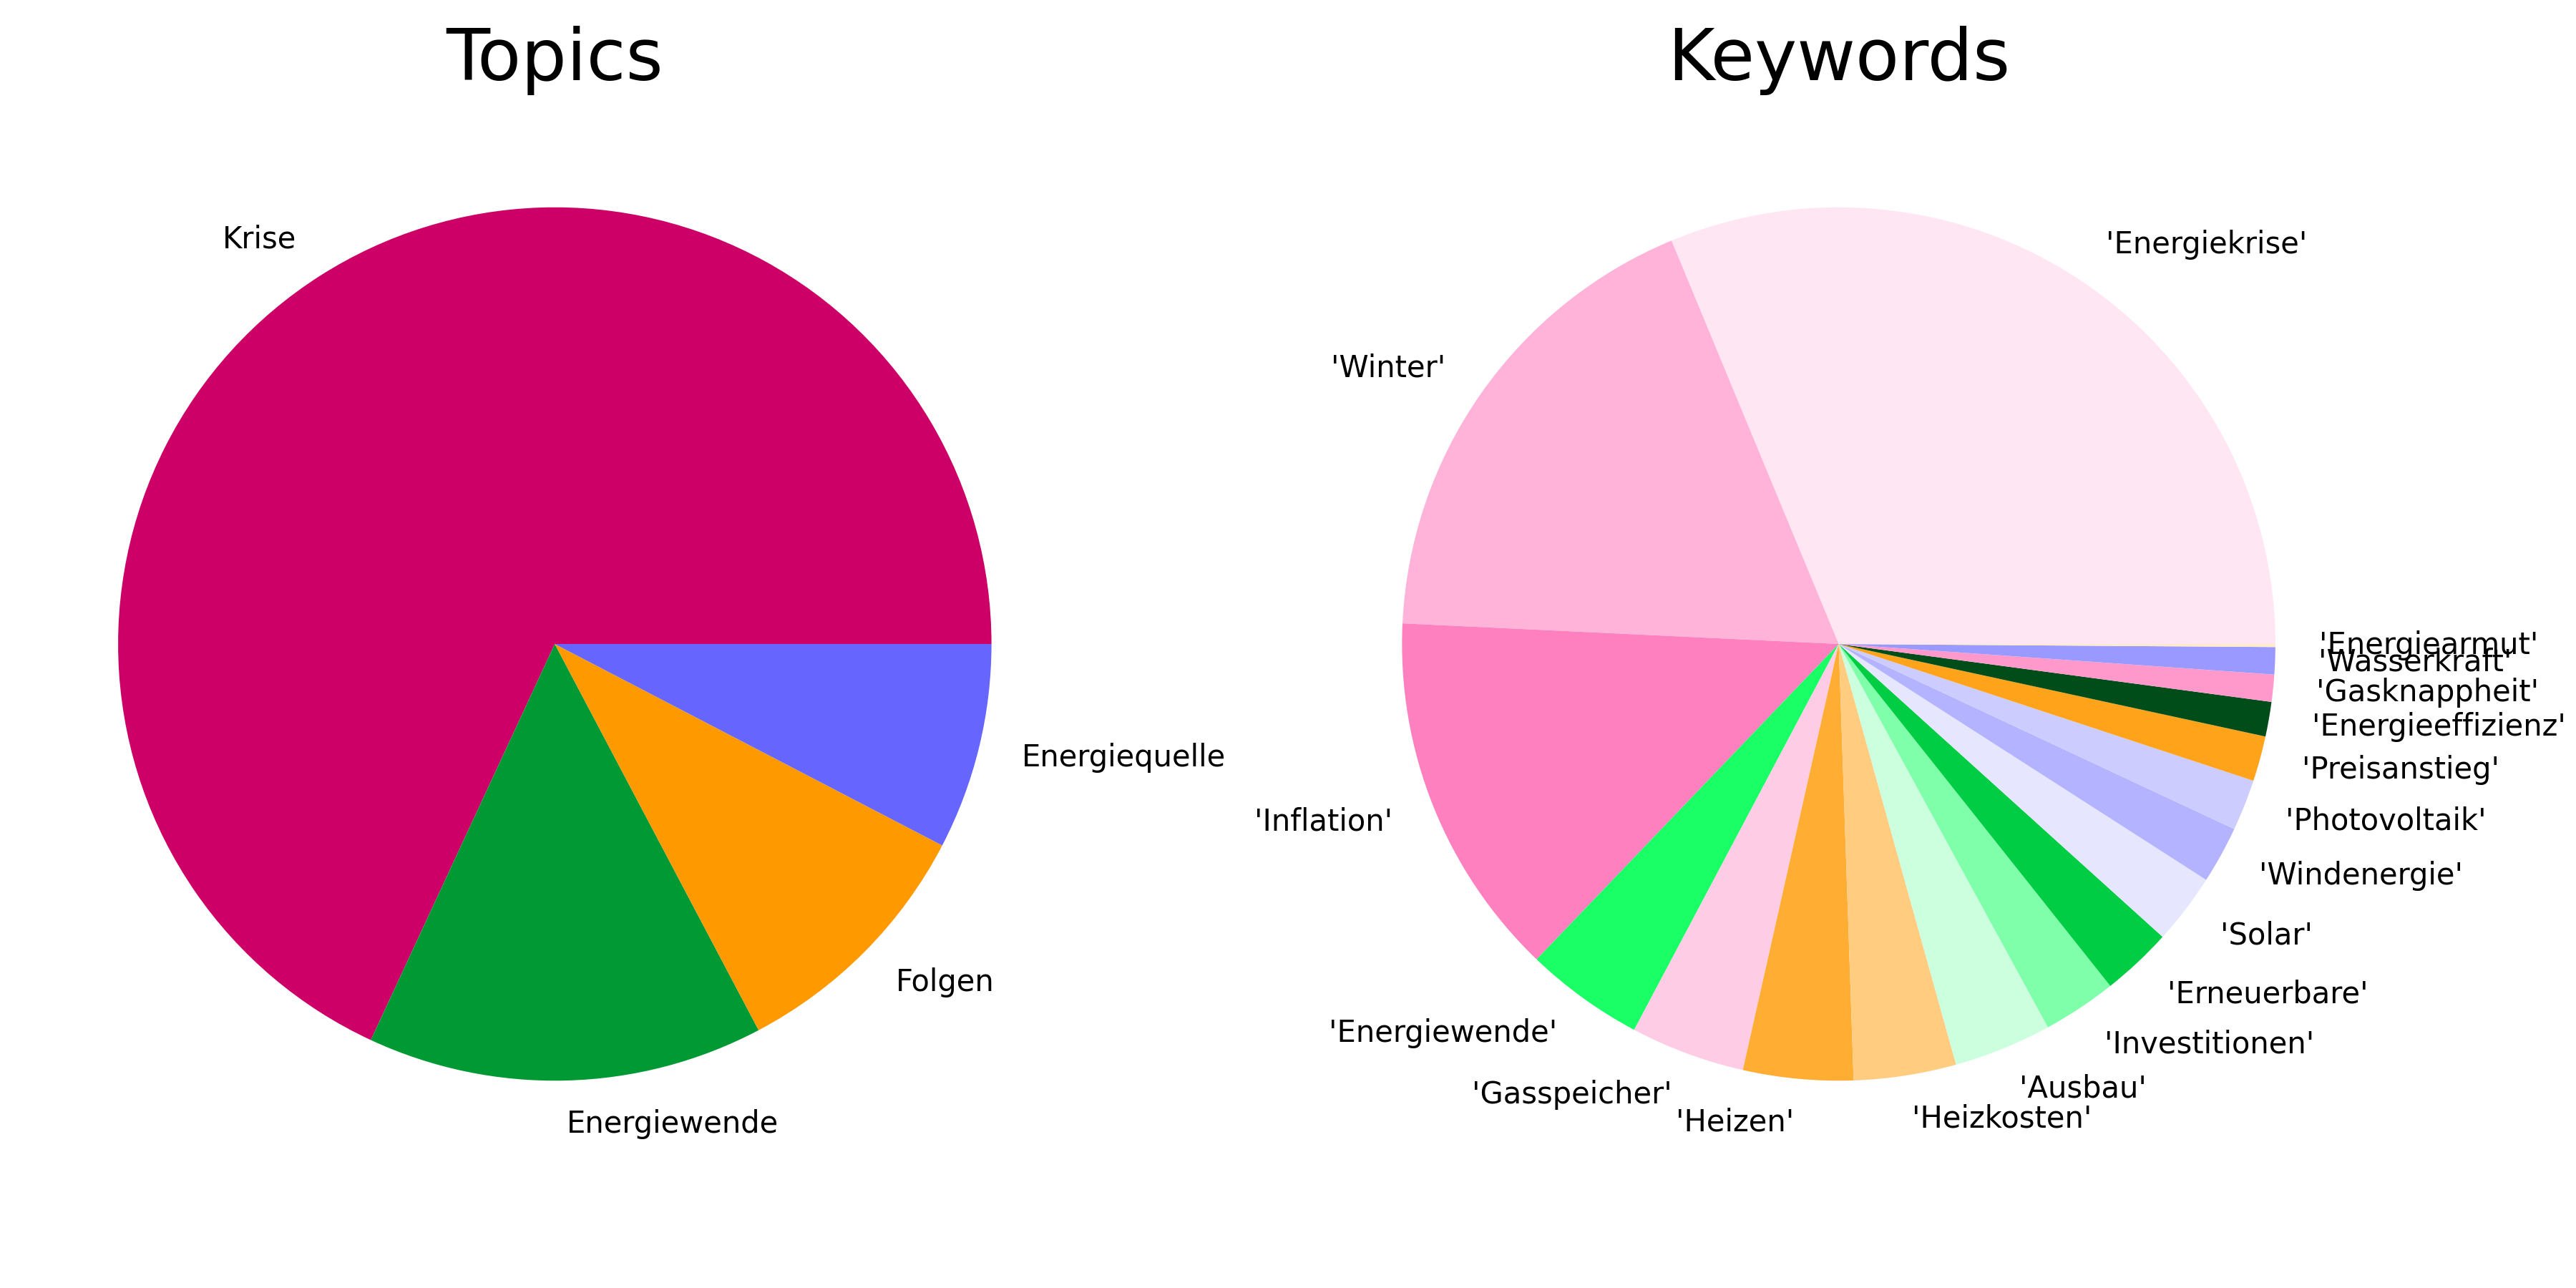 Topics
Krise
Energiequelle
Folgen
Energiewende
Keywords
'Energiekrise'
'Winter'
'Inflation'
'Energiewende'
'Gasspeicher'
'Heizen'
'Heizkosten'
'Ausbau'
'Investitionen'
'Erneuerbare'
'Solar'
'Windenergie'
'Photovoltaik'
'Preisanstieg'
'Energieeffizienz'
'Gasknappheit'
'Wasserkraft'
'Energiearmut'